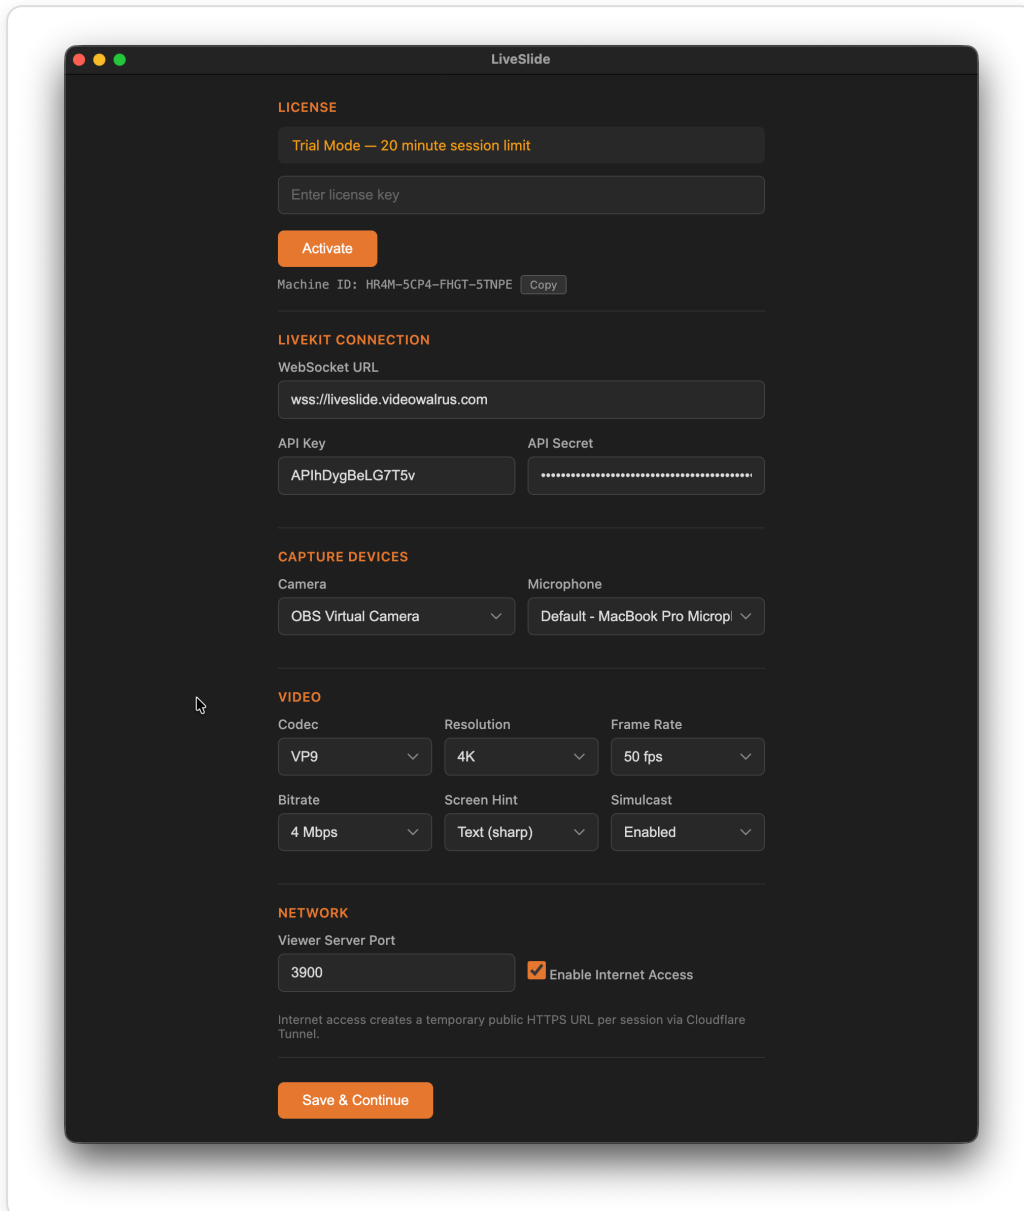 LiveSlide
LICENSE
Trial Mode — 20 minute session limit
Enter license key
Activate
Machine ID: HR4M-5CP4-FHGT-5TNPE Copy
LIVEKIT CONNECTION
WebSocket URL
wss://liveslide.videowalrus.com
API Key API Secret
APIhDygBeLG7T5v
CAPTURE DEVICES
Camera Microphone
OBS Virtual Camera Default - MacBook Pro Microp
VIDEO
Codec Resolution Frame Rate
VP9 4K 50 fps
Bitrate Screen Hint Simulcast
4 Mbps Text (sharp) Enabled
NETWORK
Viewer Server Port
3900 Enable Internet Access
Internet access creates a temporary public HTTPS URL per session via Cloudflare
Tunnel.
Save & Continue